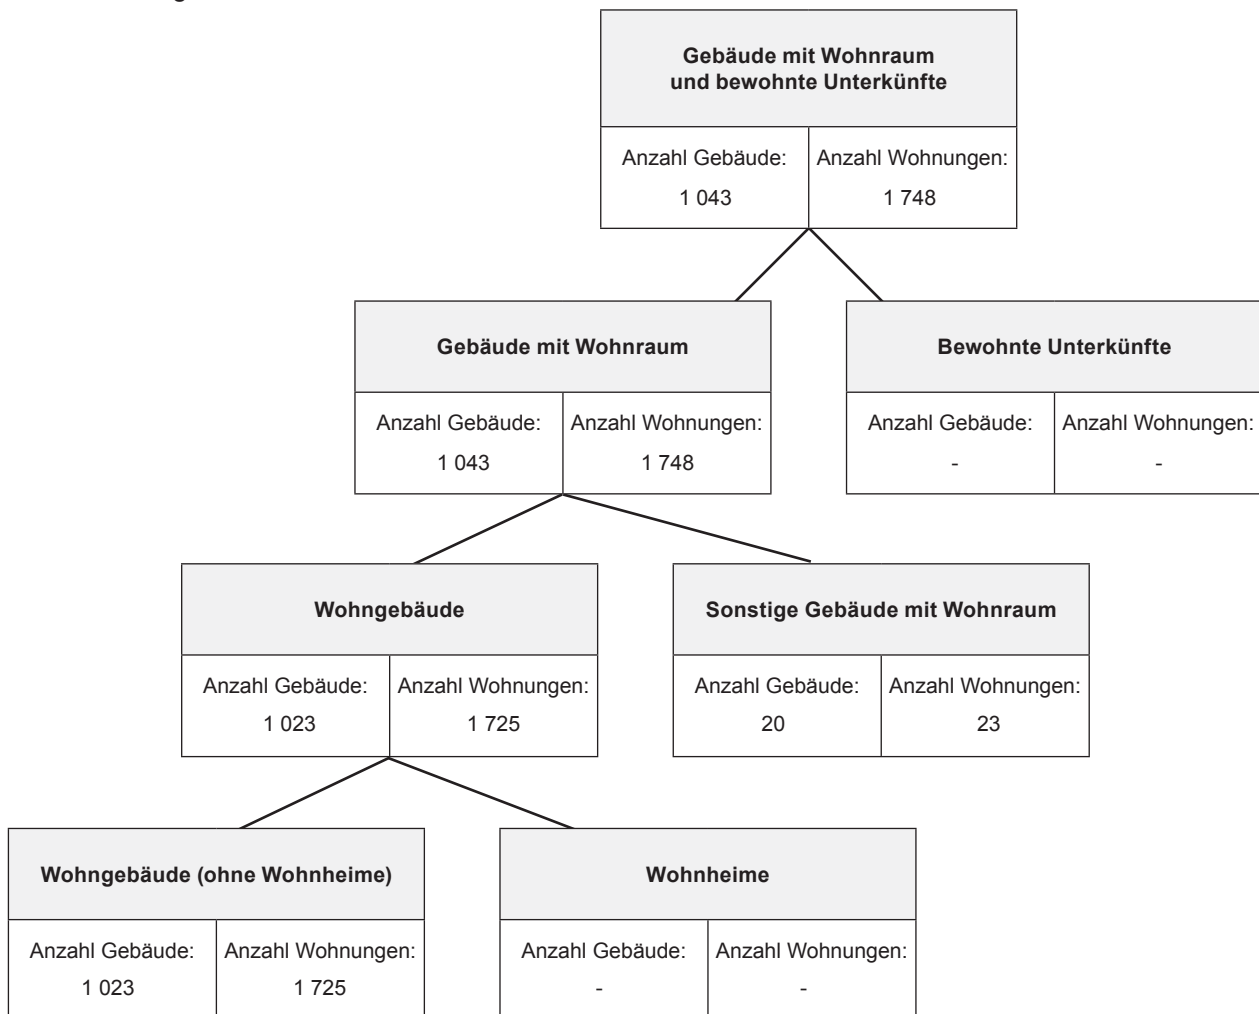 Gebäude mit Wohnraum
und bewohnte Unterkünfte
Anzahl Gebäude: Anzahl Wohnungen:
1 043 1 748
Gebäude mit Wohnraum
Anzahl Gebäude: Anzahl Wohnungen:
1 043 1 748
Bewohnte Unterkünfte
Anzahl Gebäude: Anzahl Wohnungen:
- -
Wohngebäude
Anzahl Gebäude: Anzahl Wohnungen:
1 023 1 725
Sonstige Gebäude mit Wohnraum
Anzahl Gebäude: Anzahl Wohnungen:
20 23
Wohngebäude (ohne Wohnheime)
Anzahl Gebäude: Anzahl Wohnungen:
1 023 1 725
Wohnheime
Anzahl Gebäude: Anzahl Wohnungen:
- -